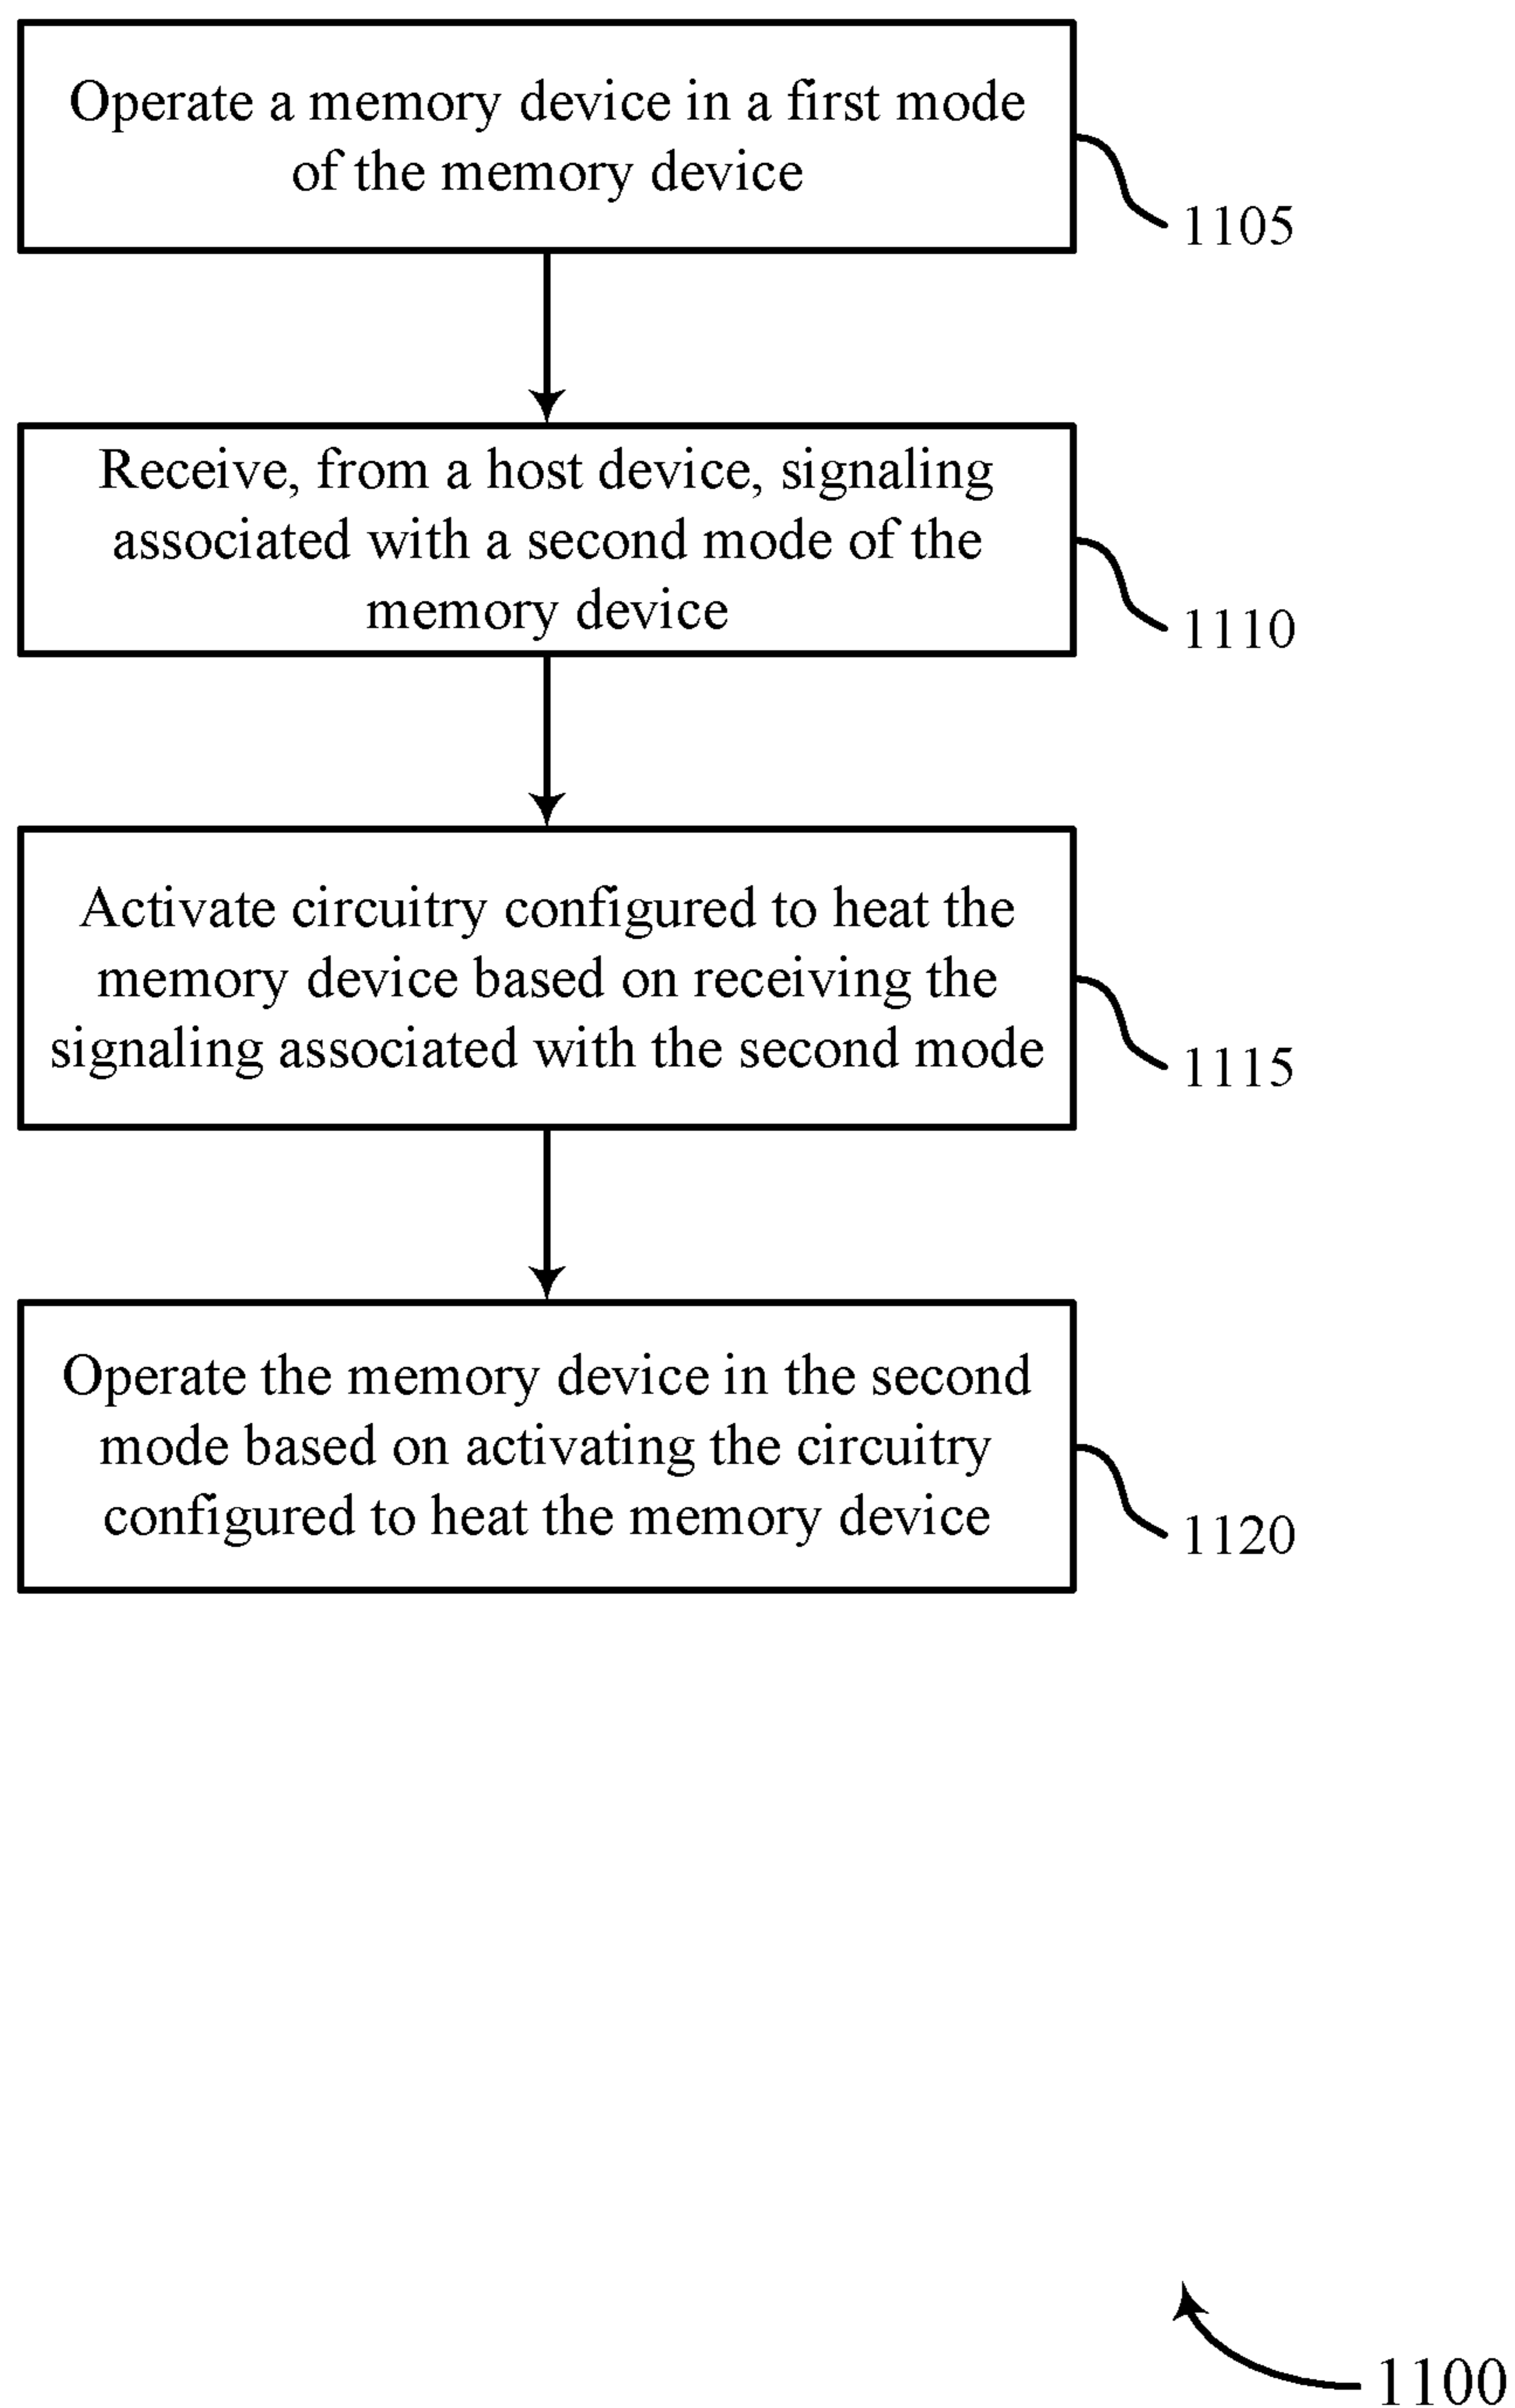 Operate a memory device in a first mode
of the memory device
1105
Receive, from a host device, signaling
associated with a second mode of the
memory device
1110
Activate circuitry configured to heat the
memory device based on receiving the
signaling associated with the second mode
1115
Operate the memory device in the second
mode based on activating the circuitry
configured to heat the memory device
1120
1100